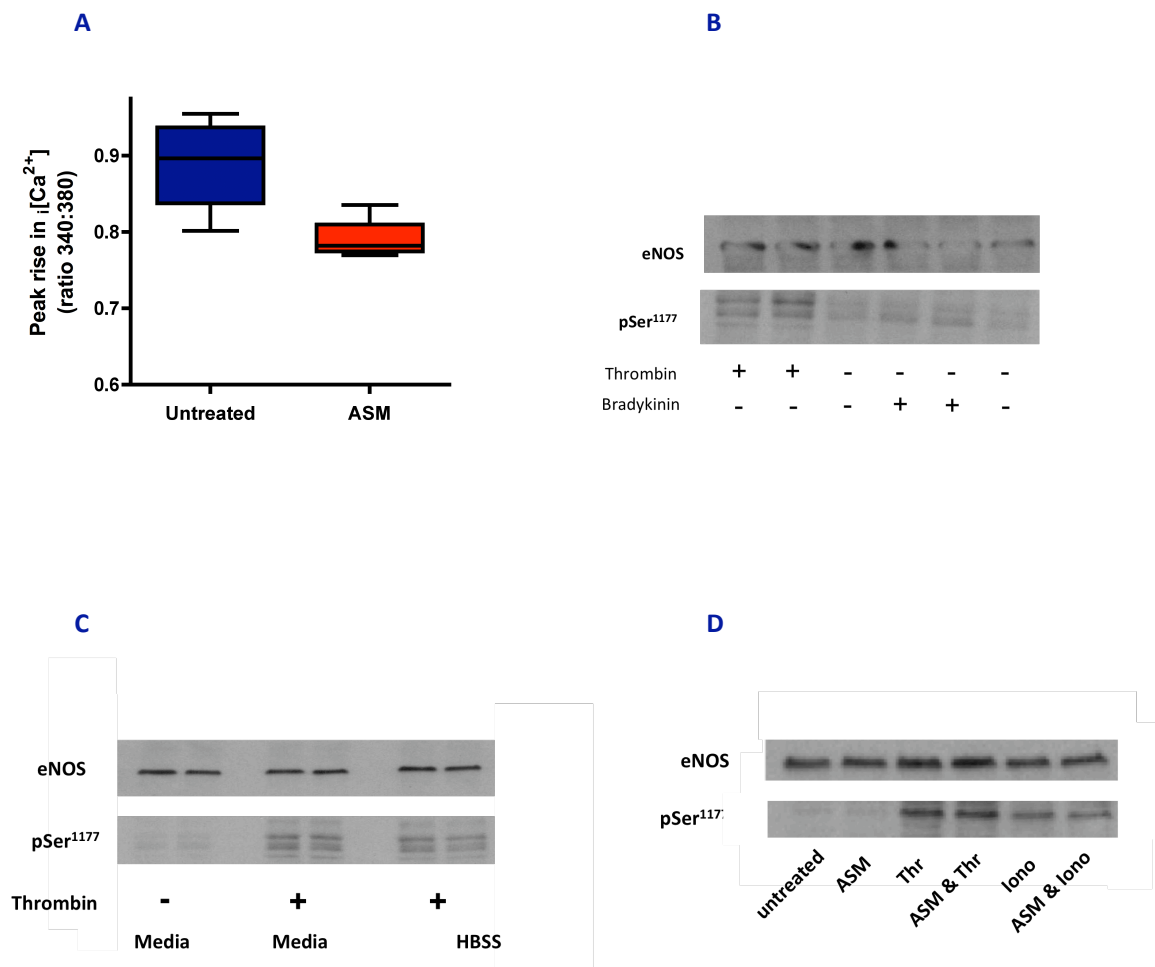 A
B
Peak rise in i[Ca2+]
(ratio 340:380)
0.9
0.8
0.7
0.6
Untreated ASM
eNOS
pSer1177
Thrombin + + - - - -
Bradykinin - - - + + -
C
D
eNOS
pSer1177
Thrombin - + +
Media Media HBSS
eNOS
pSer117
untreated
ASM
Thr
ASM & Thr
Iono
ASM & Iono